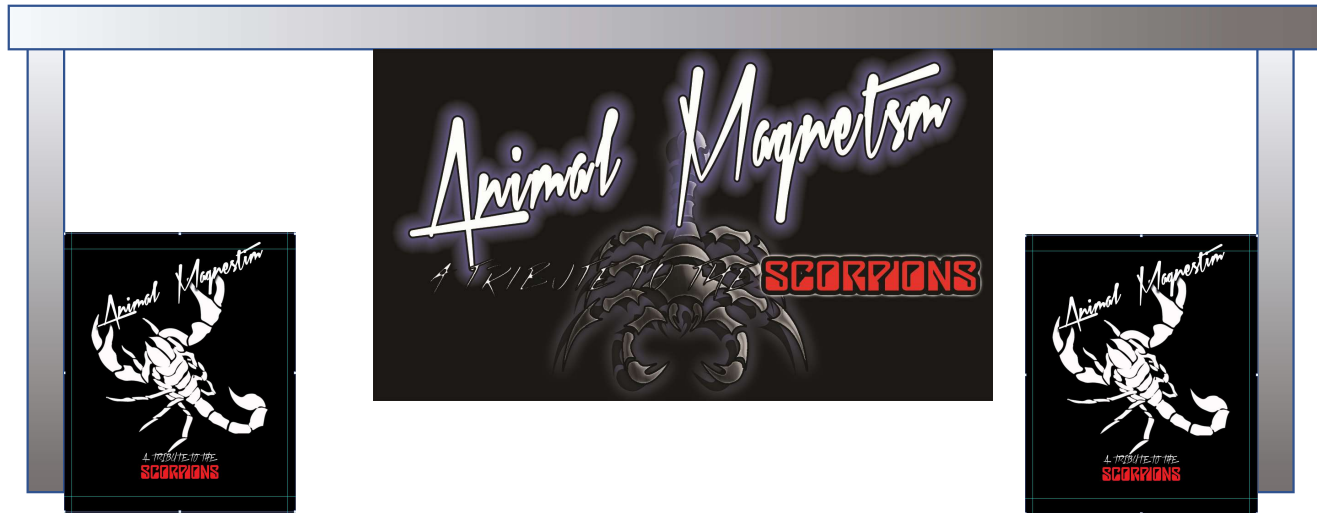 Animal Magnetsm
A TRIBUTE TO THE SCORPIONS
Animal Magnestim
A TRIBUTE TO THE
SCORPIONS
Animal Magnestim
A TRIBUTE TO THE
SCORPIONS